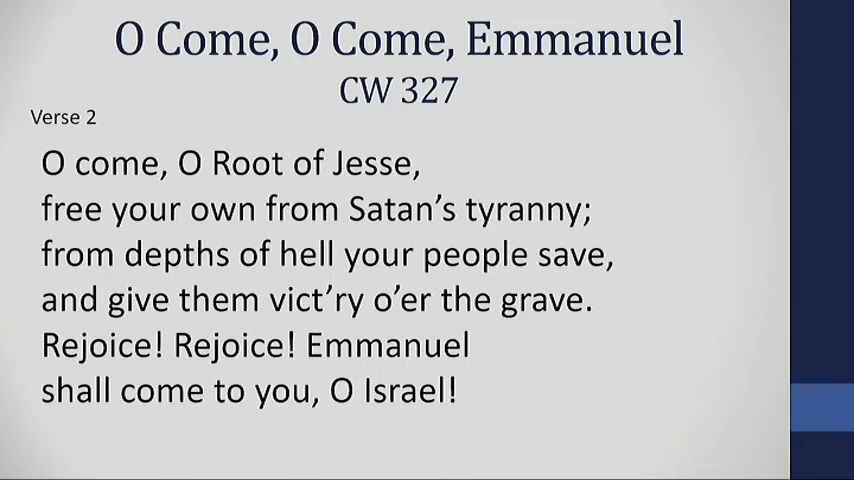 O Come, O Come, Emmanuel
CW 327
Verse 2
O come, O Root of Jesse,
free your own from Satan’s tyranny;
from depths of hell your people save,
and give them vict’ry o’er the grave.
Rejoice! Rejoice! Emmanuel
shall come to you, O Israel!